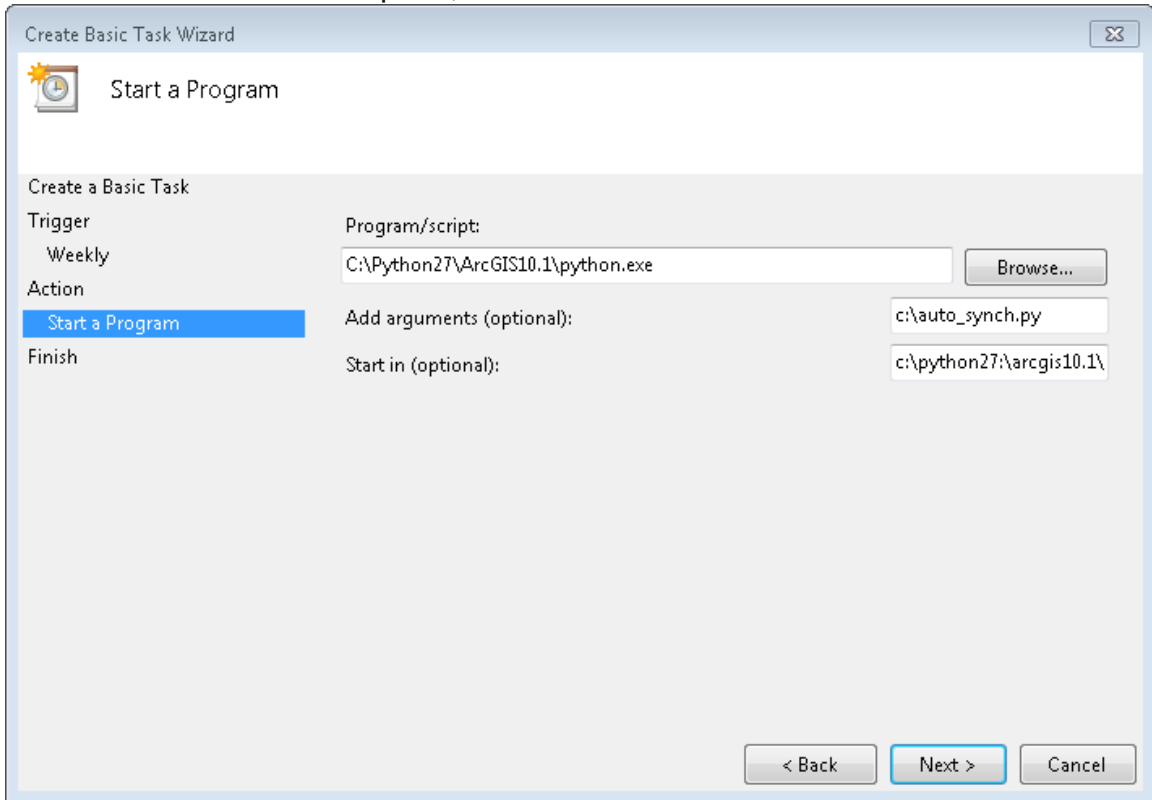 Create Basic Task Wizard
Start a Program
Create a Basic Task
Trigger
Weekly
Action
Start a Program
Finish
Program/script:
C:\Python27\ArcGIS10.1\python.exe
Browse...
Add arguments (optional):
c:\auto_synch.py
Start in (optional):
c:\python27:\arcgis10.1\
< Back
Next >
Cancel